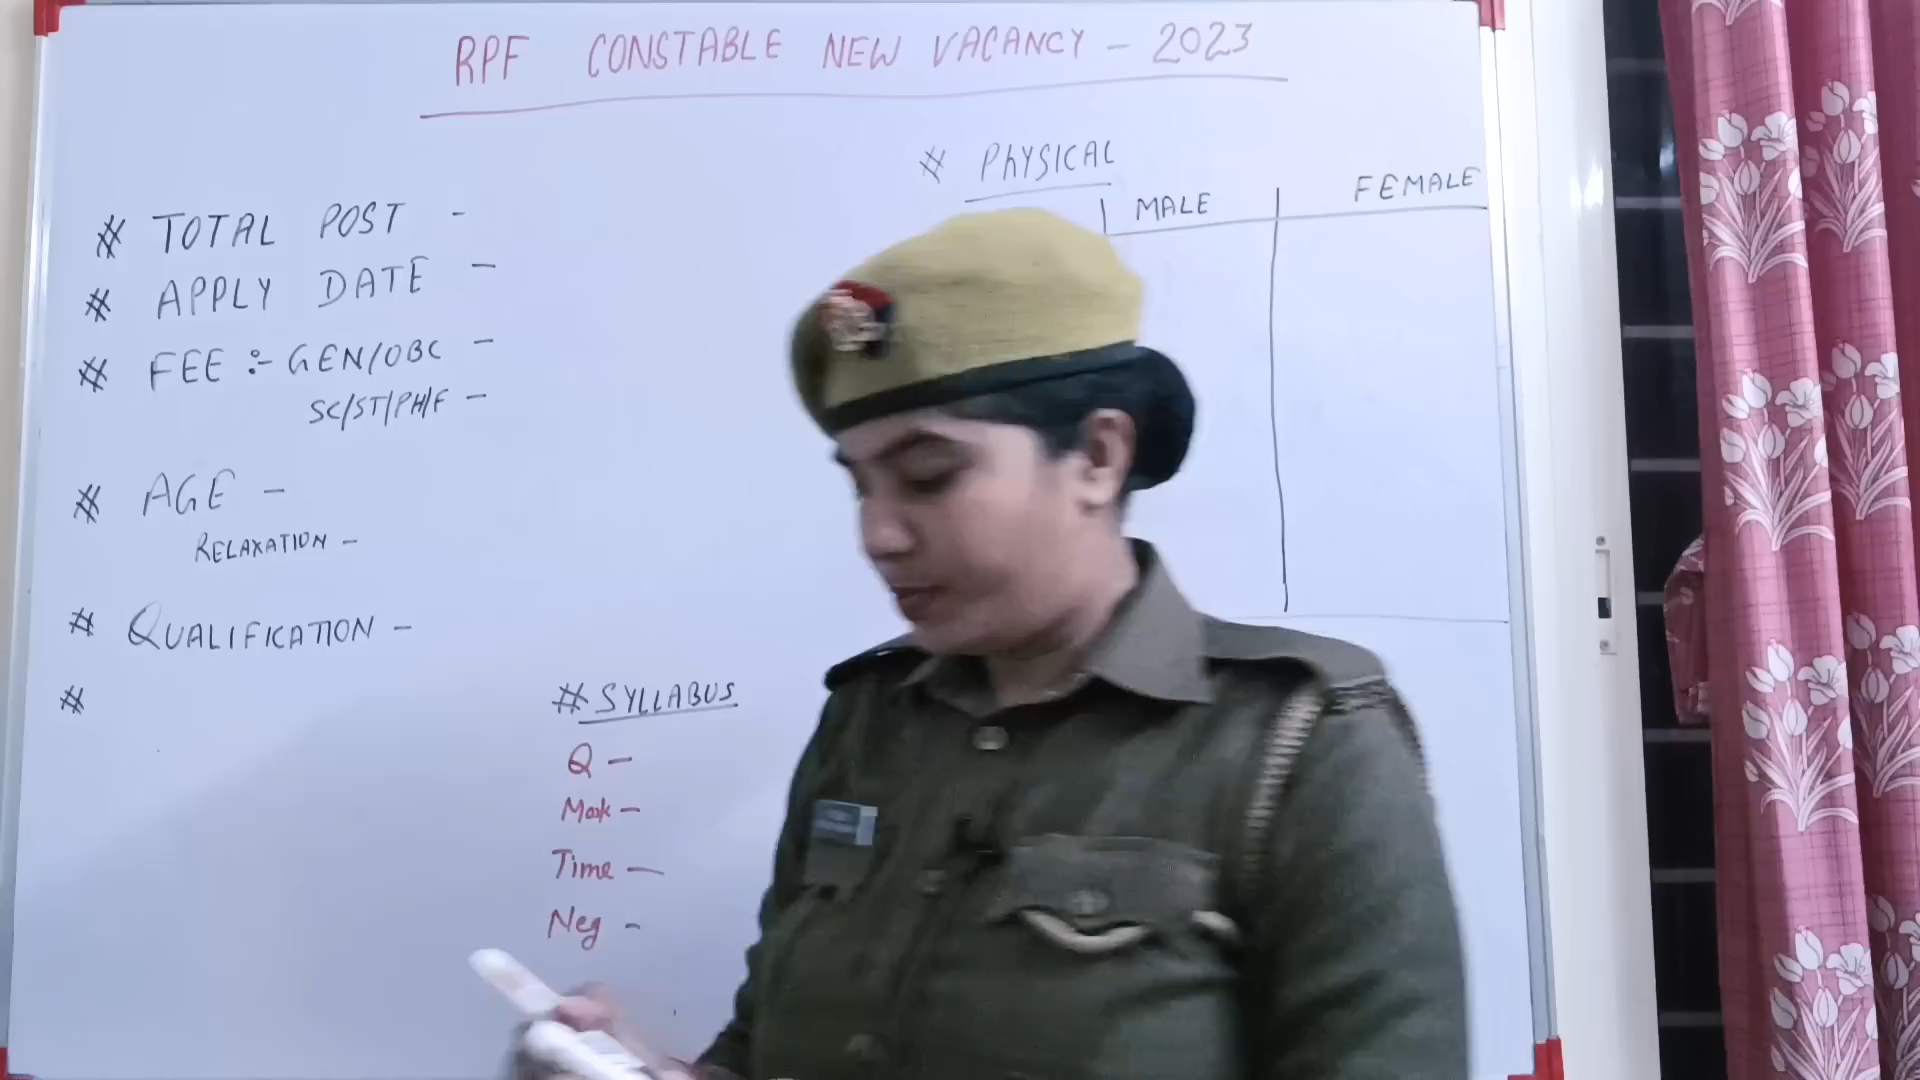 RPF CONSTABLE NEW VACANCY - 2023
# TOTAL POST -
# APPLY DATE -
# FEE :- GEN/OBC -
SC/ST/PH/F -
# AGE -
RELAXATION -
# QUALIFICATION -
#
# PHYSICAL
MALE FEMALE
# SYLLABUS
Q -
Mark -
Time -
Neg -